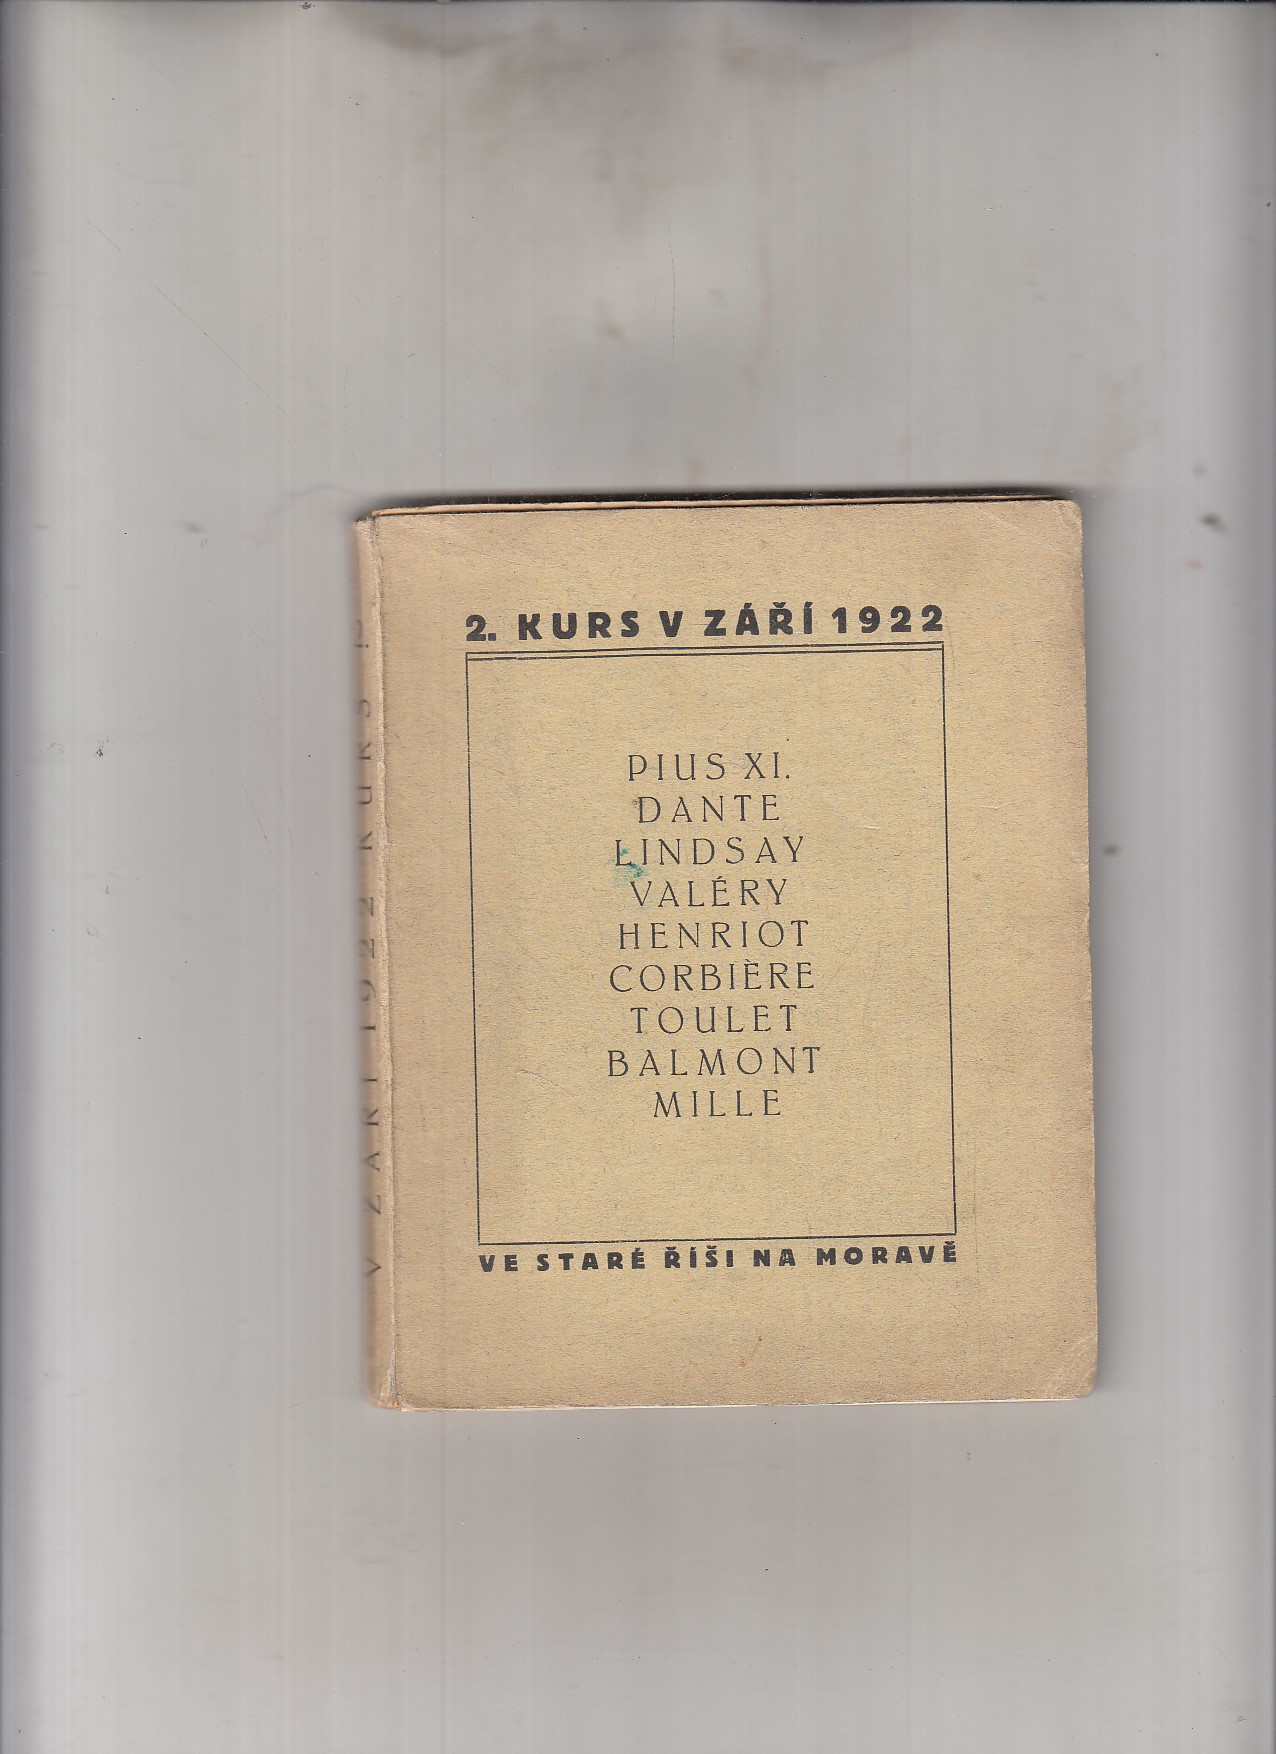 2. KURS V ZÁŘÍ 1922
PIUS XI.
DANTE
LINDSAY
VALÉRY
HENRIOT
CORBIÈRE
TOULET
BALMONT
MILLE
VE STARÉ ŘÍŠI NA MORAVĚ
V ZÁŘÍ 1922 KURS